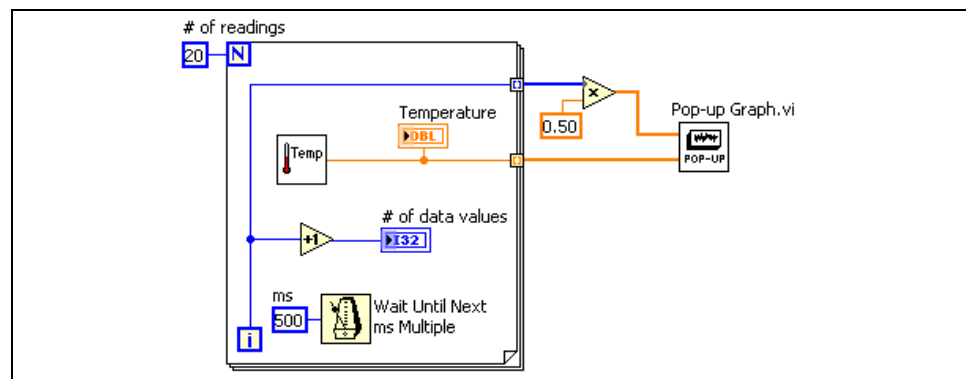 # of readings
20
N
Temperature
DBL
Temp
# of data values
+1
I32
ms
500
Wait Until Next
ms Multiple
i
x
0.50
Pop-up Graph.vi
POP-UP